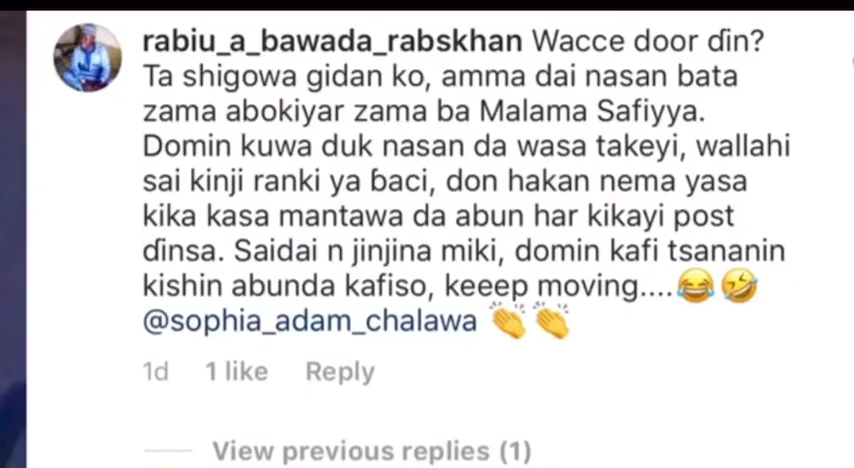 rabiu_a_bawada_rabskhan Wacce door ɗin?
Ta shigowa gidan ko, amma dai nasan bata
zama abokiyar zama ba Malama Safiyya.
Domin kuwa duk nasan da wasa takeyi, wallahi
sai kinji ranki ya ɓaci, don hakan nema yasa
kika kasa mantawa da abun har kikayi post
ɗinsa. Saidai n jinjina miki, domin kafi tsananin
kishin abunda kafiso, keeep moving....😂🤣
@sophia_adam_chalawa 👏👏
1d 1 like Reply
View previous replies (1)